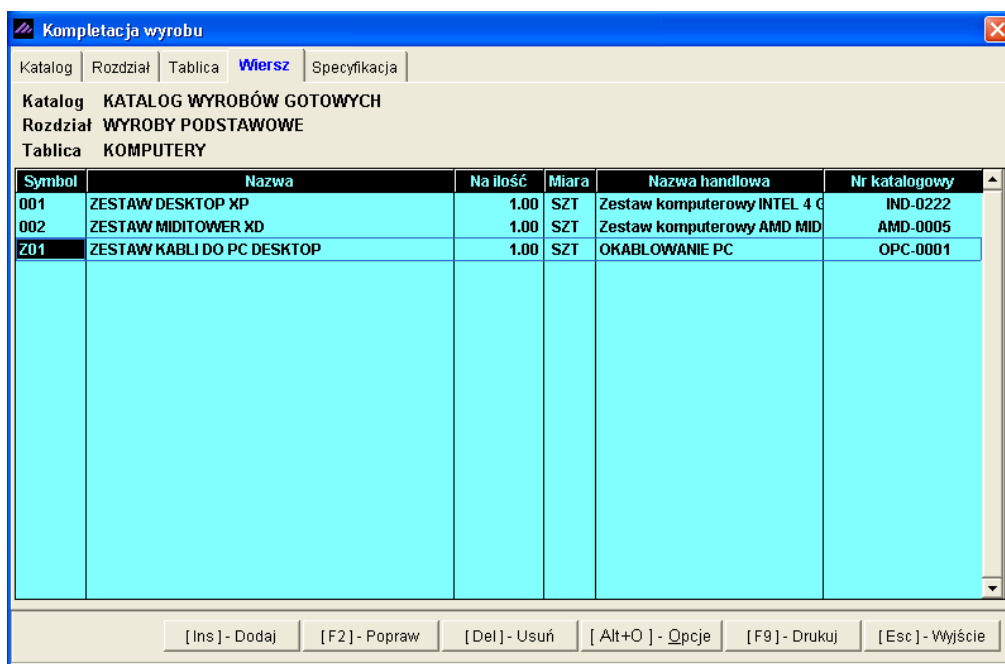 Kompletacja wyrobu
Katalog Rozdział Tablica Wiersz Specyfikacja
Katalog KATALOG WYROBÓW GOTOWYCH
Rozdział WYROBY PODSTAWOWE
Tablica KOMPUTERY
Symbol Nazwa Na ilość Miara Nazwa handlowa Nr katalogowy
001 ZESTAW DESKTOP XP 1.00 SZT Zestaw komputerowy INTEL 4 G IND-0222
002 ZESTAW MIDITOWER XD 1.00 SZT Zestaw komputerowy AMD MID AMD-0005
Z01 ZESTAW KABLI DO PC DESKTOP 1.00 SZT OKABLOWANIE PC OPC-0001
[Ins]- Dodaj [F2]- Popraw [Del]- Usuń [Alt+O ]- Opcje [F9]- Drukuj [Esc]- Wyjście